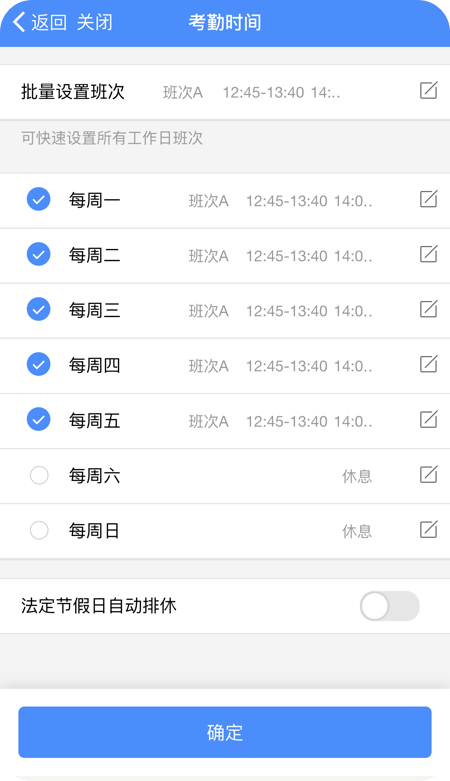 返回 关闭 考勤时间
批量设置班次 班次A 12:45-13:40 14:..
可快速设置所有工作日班次
每周一 班次A 12:45-13:40 14:0..
每周二 班次A 12:45-13:40 14:0..
每周三 班次A 12:45-13:40 14:0..
每周四 班次A 12:45-13:40 14:0..
每周五 班次A 12:45-13:40 14:0..
每周六 休息
每周日 休息
法定节假日自动排休
确定